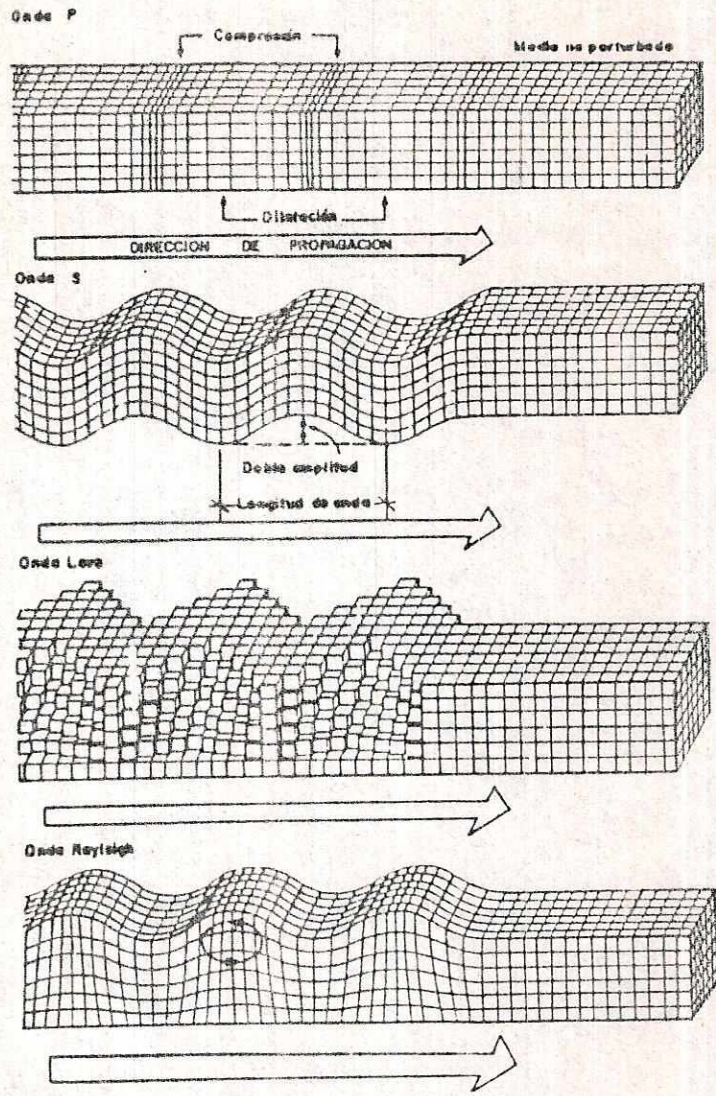 Onda P
Compresión
Medio no perturbado
Dilatación
DIRECCION DE PROPAGACION
Onda S
Doble amplitud
Longitud de onda
Onda Love
Onda Rayleigh